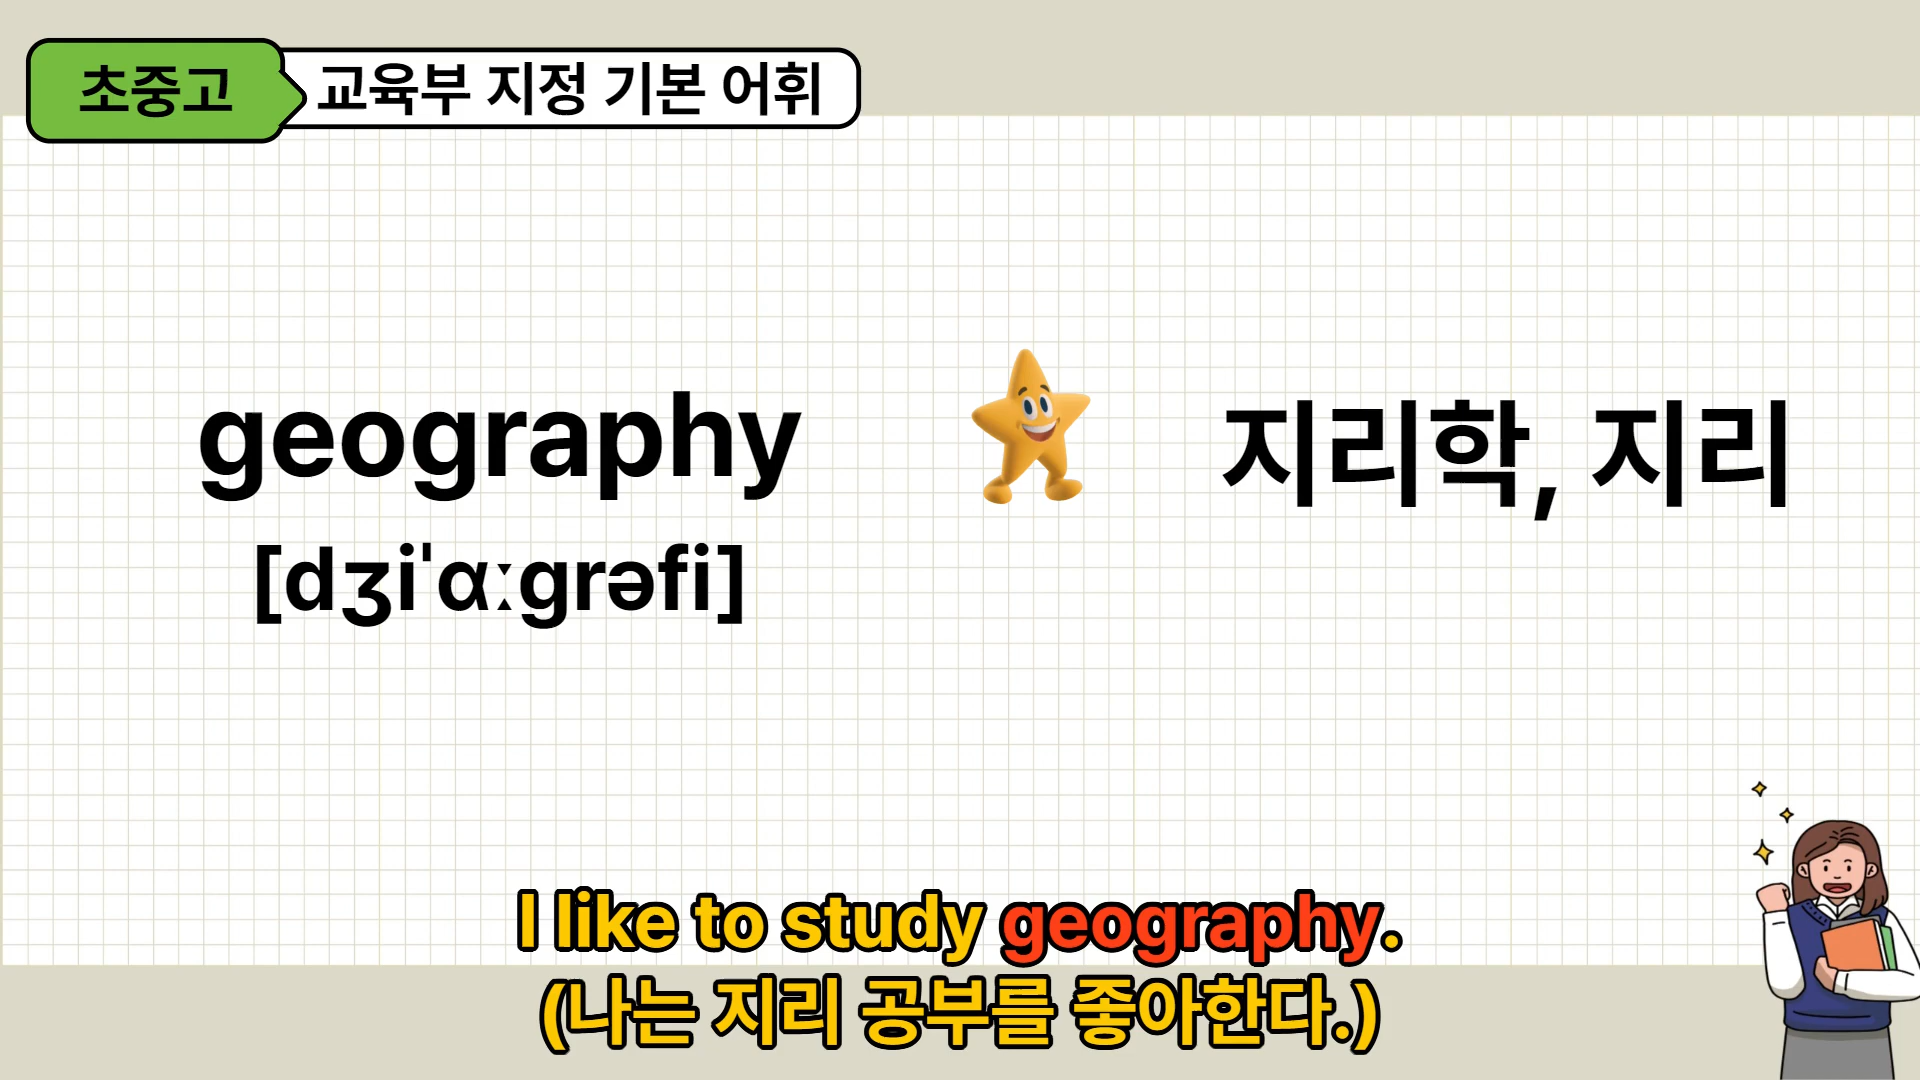 초중고
교육부 지정 기본 어휘
geography
지리학, 지리
[dʒiˈɑːgrəfi]
I like to study geography.
(나는 지리 공부를 좋아한다.)